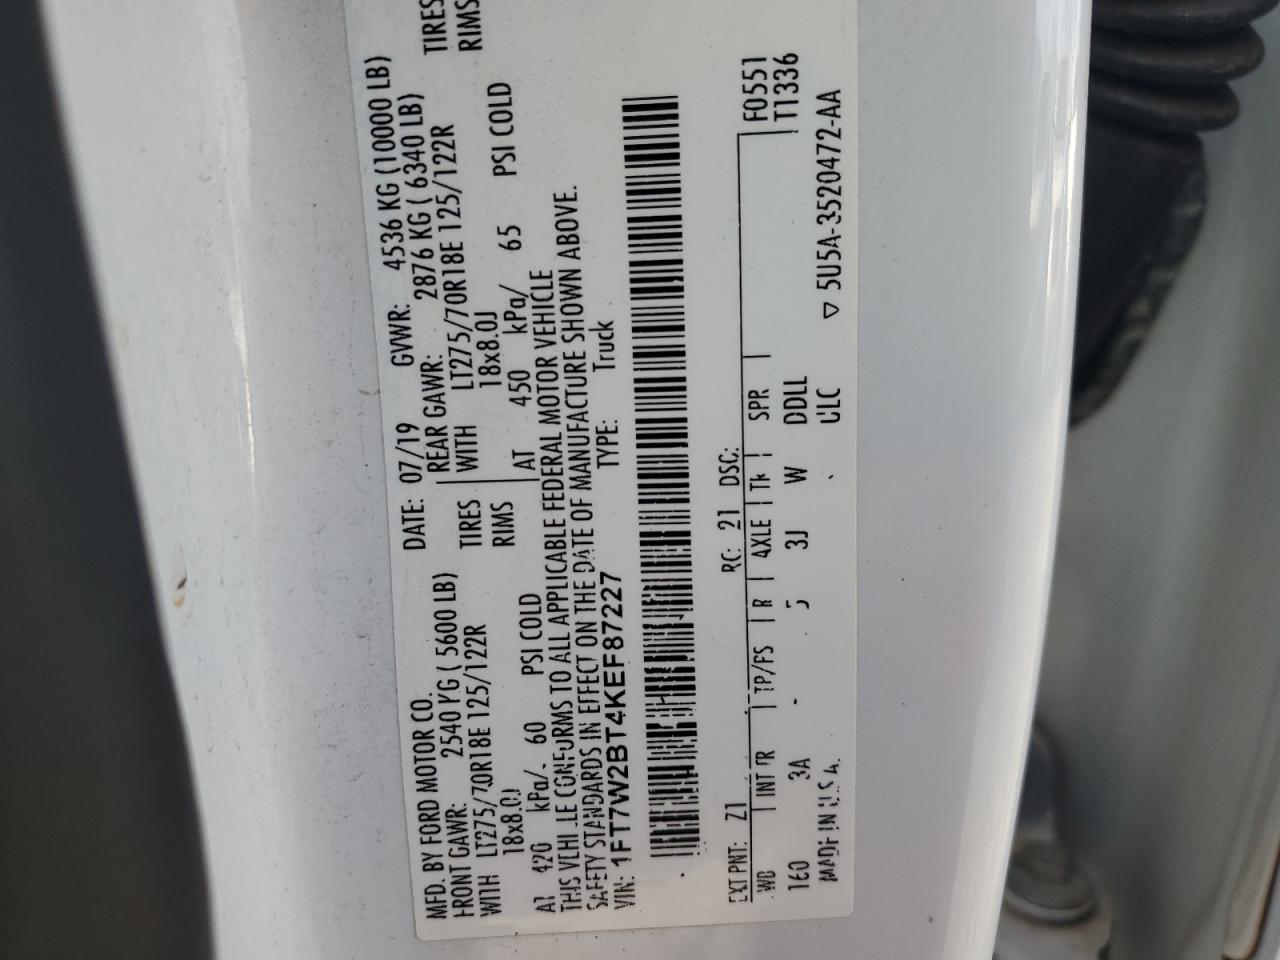 MFD. BY FORD MOTOR CO.
DATE: 07/19 GVWR: 4536 KG (10000 LB)
FRONT GAWR: 2540 KG ( 5600 LB)
REAR GAWR: 2876 KG ( 6340 LB)
WITH LT275/70R18E 125/122R TIRES
WITH LT275/70R18E 125/122R TIRES
18x8.0J RIMS
18x8.0J RIMS
AT 420 kPa/ 60 PSI COLD
AT 450 kPa/ 65 PSI COLD
THIS VEHICLE CONFORMS TO ALL APPLICABLE FEDERAL MOTOR VEHICLE
SAFETY STANDARDS IN EFFECT ON THE DATE OF MANUFACTURE SHOWN ABOVE.
VIN: 1FT7W2BT4KEF87227 TYPE: Truck
EXT PNT: Z1 RC: 21 DSO: F0551
WB INT TR TP/PS R AXLE TR SPR T1336
160 3A - 5 3J W DDLL
MADE IN U.S.A. ULC ▽ 5U5A-3520472-AA